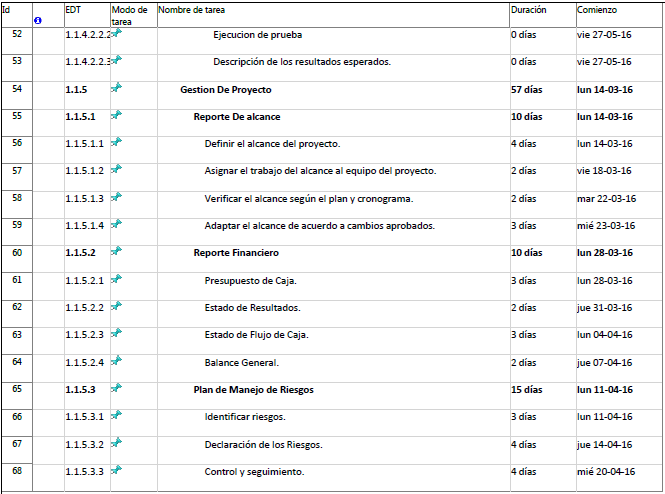 Id EDT Modo de tarea Nombre de tarea Duración Comienzo
52 1.1.4.2.2.2 Ejecucion de prueba 0 días vie 27-05-16
53 1.1.4.2.2.3 Descripción de los resultados esperados. 0 días vie 27-05-16
54 1.1.5 Gestion De Proyecto 57 días lun 14-03-16
55 1.1.5.1 Reporte De alcance 10 días lun 14-03-16
56 1.1.5.1.1 Definir el alcance del proyecto. 4 días lun 14-03-16
57 1.1.5.1.2 Asignar el trabajo del alcance al equipo del proyecto. 2 días vie 18-03-16
58 1.1.5.1.3 Verificar el alcance según el plan y cronograma. 2 días mar 22-03-16
59 1.1.5.1.4 Adaptar el alcance de acuerdo a cambios aprobados. 3 días mié 23-03-16
60 1.1.5.2 Reporte Financiero 10 días lun 28-03-16
61 1.1.5.2.1 Presupuesto de Caja. 3 días lun 28-03-16
62 1.1.5.2.2 Estado de Resultados. 2 días jue 31-03-16
63 1.1.5.2.3 Estado de Flujo de Caja. 3 días lun 04-04-16
64 1.1.5.2.4 Balance General. 2 días jue 07-04-16
65 1.1.5.3 Plan de Manejo de Riesgos 15 días lun 11-04-16
66 1.1.5.3.1 Identificar riesgos. 3 días lun 11-04-16
67 1.1.5.3.2 Declaración de los Riesgos. 4 días jue 14-04-16
68 1.1.5.3.3 Control y seguimiento. 4 días mié 20-04-16